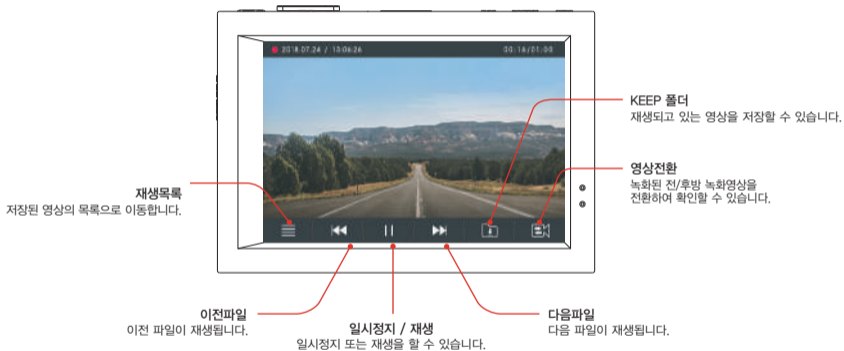 2018.07.24 / 13:06:26
00:16/01:00
KEEP 폴더
재생되고 있는 영상을 저장할 수 있습니다.
영상전환
녹화된 전/후방 녹화영상을
전환하여 확인할 수 있습니다.
재생목록
저장된 영상의 목록으로 이동합니다.
이전파일
이전 파일이 재생됩니다.
일시정지 / 재생
일시정지 또는 재생을 할 수 있습니다.
다음파일
다음 파일이 재생됩니다.